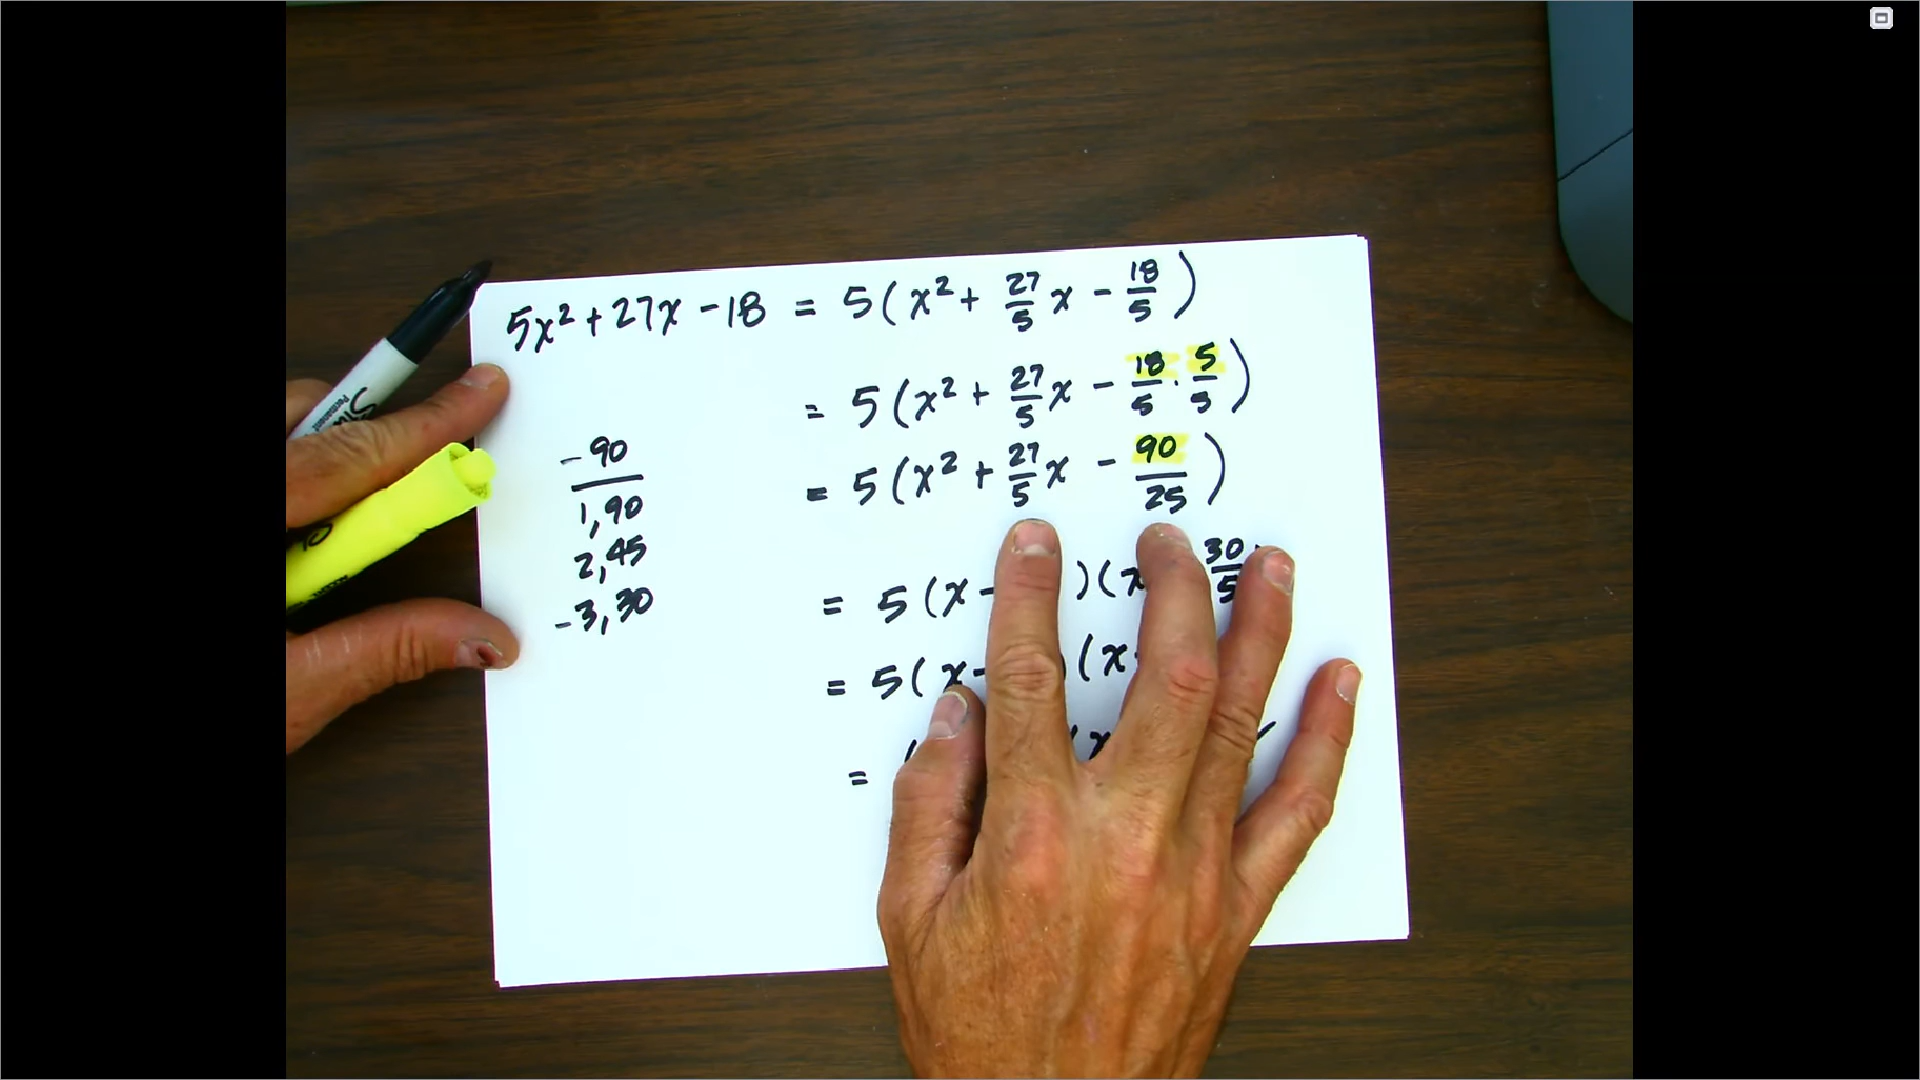 5x² + 27x - 18 = 5(x² + 27/5 x - 18/5)
= 5(x² + 27/5 x - 18/5 · 5/5)
= 5(x² + 27/5 x - 90/25)
-90
1,90
2,45
-3,30
= 5(x - )(x 30/5
= 5(x - (x
= (x